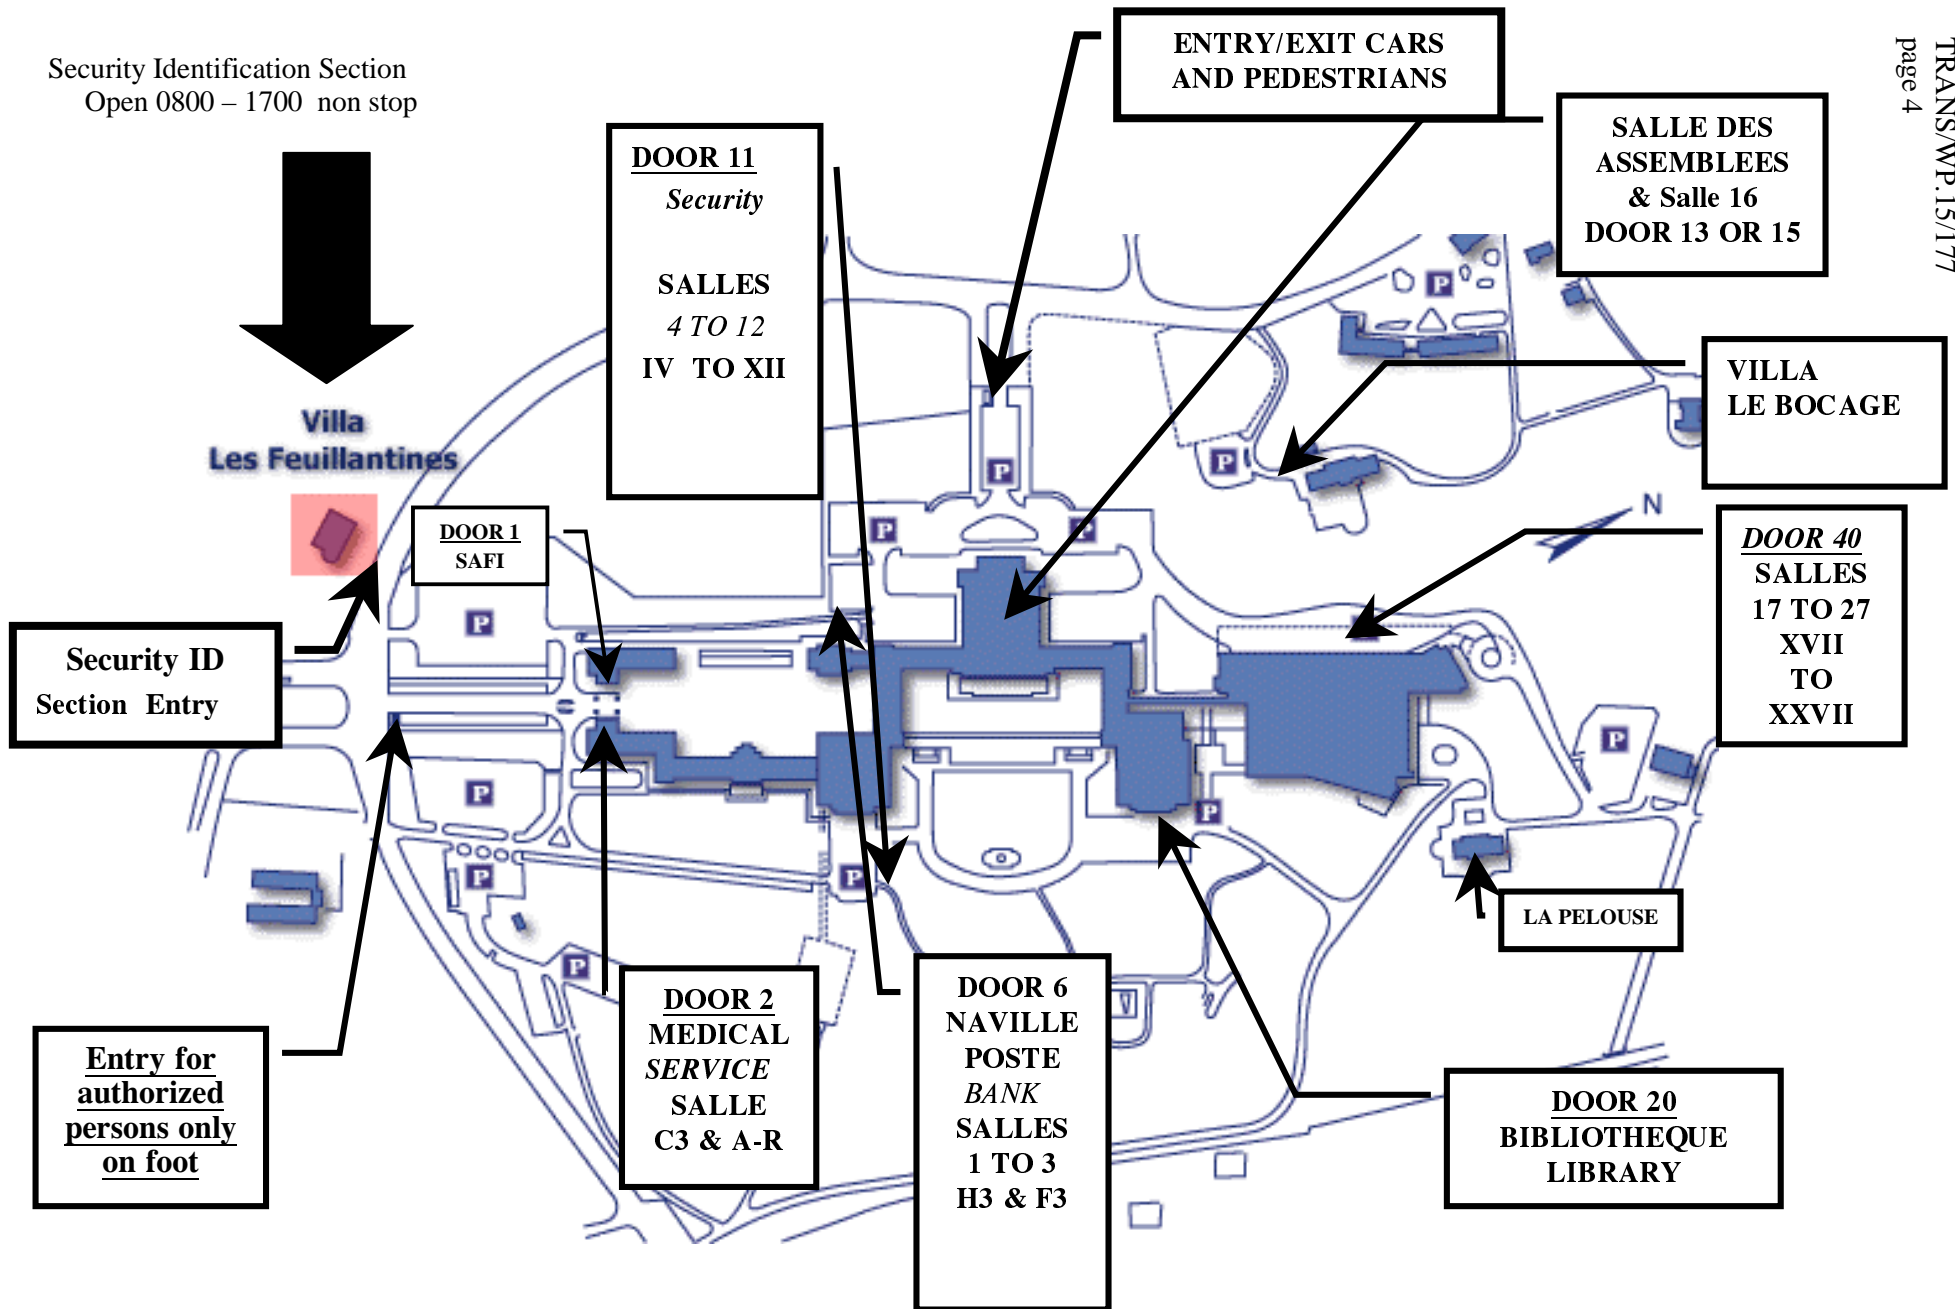 TRANS/WP.15/177
page 4
Security Identification Section
Open 0800 – 1700 non stop
ENTRY/EXIT CARS
AND PEDESTRIANS
SALLE DES
ASSEMBLEES
& Salle 16
DOOR 13 OR 15
DOOR 11
Security
SALLES
4 TO 12
IV TO XII
VILLA
LE BOCAGE
Villa
Les Feuillantines
P
P
P
P
P
N
DOOR 1
SAFI
DOOR 40
SALLES
17 TO 27
XVII
TO
XXVII
P
Security ID
Section Entry
P
P
P
P
P
P
LA PELOUSE
P
Entry for
authorized
persons only
on foot
DOOR 2
MEDICAL
SERVICE
SALLE
C3 & A-R
DOOR 6
NAVILLE
POSTE
BANK
SALLES
1 TO 3
H3 & F3
DOOR 20
BIBLIOTHEQUE
LIBRARY